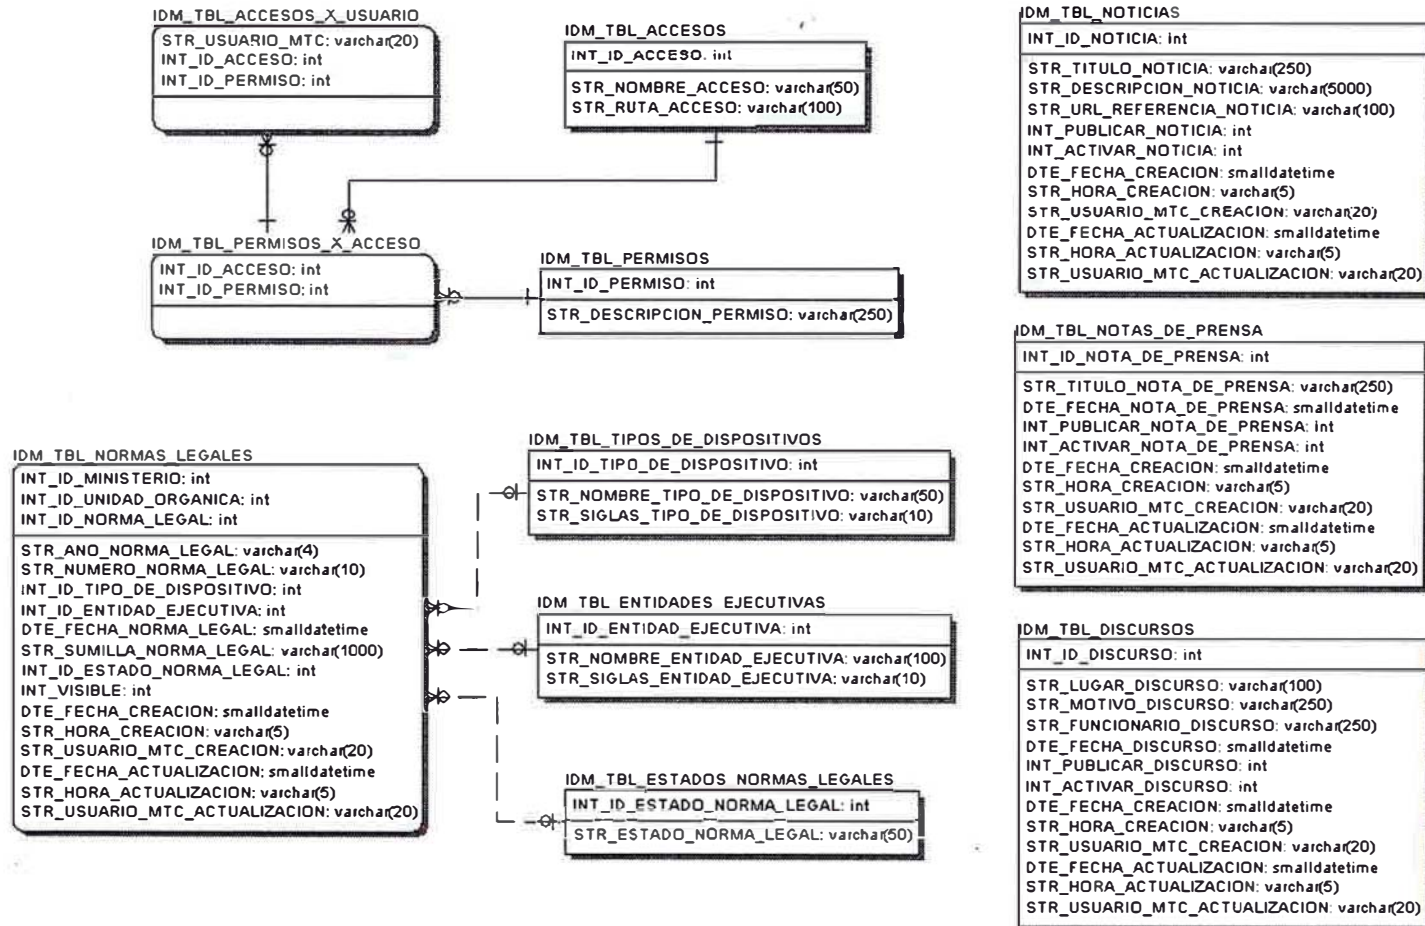 IDM_TBL_ACCESOS_X_USUARIO
STR_USUARIO_MTC: varchar(20)
INT_ID_ACCESO: int
INT_ID_PERMISO: int
IDM_TBL_ACCESOS
INT_ID_ACCESO: int
STR_NOMBRE_ACCESO: varchar(50)
STR_RUTA_ACCESO: varchar(100)
IDM_TBL_PERMISOS_X_ACCESO
INT_ID_ACCESO: int
INT_ID_PERMISO: int
IDM_TBL_PERMISOS
INT_ID_PERMISO: int
STR_DESCRIPCION_PERMISO: varchar(250)
IDM_TBL_NORMAS_LEGALES
INT_ID_MINISTERIO: int
INT_ID_UNIDAD_ORGANICA: int
INT_ID_NORMA_LEGAL: int
STR_ANO_NORMA_LEGAL: varchar(4)
STR_NUMERO_NORMA_LEGAL: varchar(10)
INT_ID_TIPO_DE_DISPOSITIVO: int
INT_ID_ENTIDAD_EJECUTIVA: int
DTE_FECHA_NORMA_LEGAL: smalldatetime
STR_SUMILLA_NORMA_LEGAL: varchar(1000)
INT_ID_ESTADO_NORMA_LEGAL: int
INT_VISIBLE: int
DTE_FECHA_CREACION: smalldatetime
STR_HORA_CREACION: varchar(5)
STR_USUARIO_MTC_CREACION: varchar(20)
DTE_FECHA_ACTUALIZACION: smalldatetime
STR_HORA_ACTUALIZACION: varchar(5)
STR_USUARIO_MTC_ACTUALIZACION: varchar(20)
IDM_TBL_TIPOS_DE_DISPOSITIVOS
INT_ID_TIPO_DE_DISPOSITIVO: int
STR_NOMBRE_TIPO_DE_DISPOSITIVO: varchar(50)
STR_SIGLAS_TIPO_DE_DISPOSITIVO: varchar(10)
IDM_TBL_ENTIDADES_EJECUTIVAS
INT_ID_ENTIDAD_EJECUTIVA: int
STR_NOMBRE_ENTIDAD_EJECUTIVA: varchar(100)
STR_SIGLAS_ENTIDAD_EJECUTIVA: varchar(10)
IDM_TBL_ESTADOS_NORMAS_LEGALES
INT_ID_ESTADO_NORMA_LEGAL: int
STR_ESTADO_NORMA_LEGAL: varchar(50)
IDM_TBL_NOTICIAS
INT_ID_NOTICIA: int
STR_TITULO_NOTICIA: varchar(250)
STR_DESCRIPCION_NOTICIA: varchar(5000)
STR_URL_REFERENCIA_NOTICIA: varchar(100)
INT_PUBLICAR_NOTICIA: int
INT_ACTIVAR_NOTICIA: int
DTE_FECHA_CREACION: smalldatetime
STR_HORA_CREACION: varchar(5)
STR_USUARIO_MTC_CREACION: varchar(20)
DTE_FECHA_ACTUALIZACION: smalldatetime
STR_HORA_ACTUALIZACION: varchar(5)
STR_USUARIO_MTC_ACTUALIZACION: varchar(20)
IDM_TBL_NOTAS_DE_PRENSA
INT_ID_NOTA_DE_PRENSA: int
STR_TITULO_NOTA_DE_PRENSA: varchar(250)
DTE_FECHA_NOTA_DE_PRENSA: smalldatetime
INT_PUBLICAR_NOTA_DE_PRENSA: int
INT_ACTIVAR_NOTA_DE_PRENSA: int
DTE_FECHA_CREACION: smalldatetime
STR_HORA_CREACION: varchar(5)
STR_USUARIO_MTC_CREACION: varchar(20)
DTE_FECHA_ACTUALIZACION: smalldatetime
STR_HORA_ACTUALIZACION: varchar(5)
STR_USUARIO_MTC_ACTUALIZACION: varchar(20)
IDM_TBL_DISCURSOS
INT_ID_DISCURSO: int
STR_LUGAR_DISCURSO: varchar(100)
STR_MOTIVO_DISCURSO: varchar(250)
STR_FUNCIONARIO_DISCURSO: varchar(250)
DTE_FECHA_DISCURSO: smalldatetime
INT_PUBLICAR_DISCURSO: int
INT_ACTIVAR_DISCURSO: int
DTE_FECHA_CREACION: smalldatetime
STR_HORA_CREACION: varchar(5)
STR_USUARIO_MTC_CREACION: varchar(20)
DTE_FECHA_ACTUALIZACION: smalldatetime
STR_HORA_ACTUALIZACION: varchar(5)
STR_USUARIO_MTC_ACTUALIZACION: varchar(20)